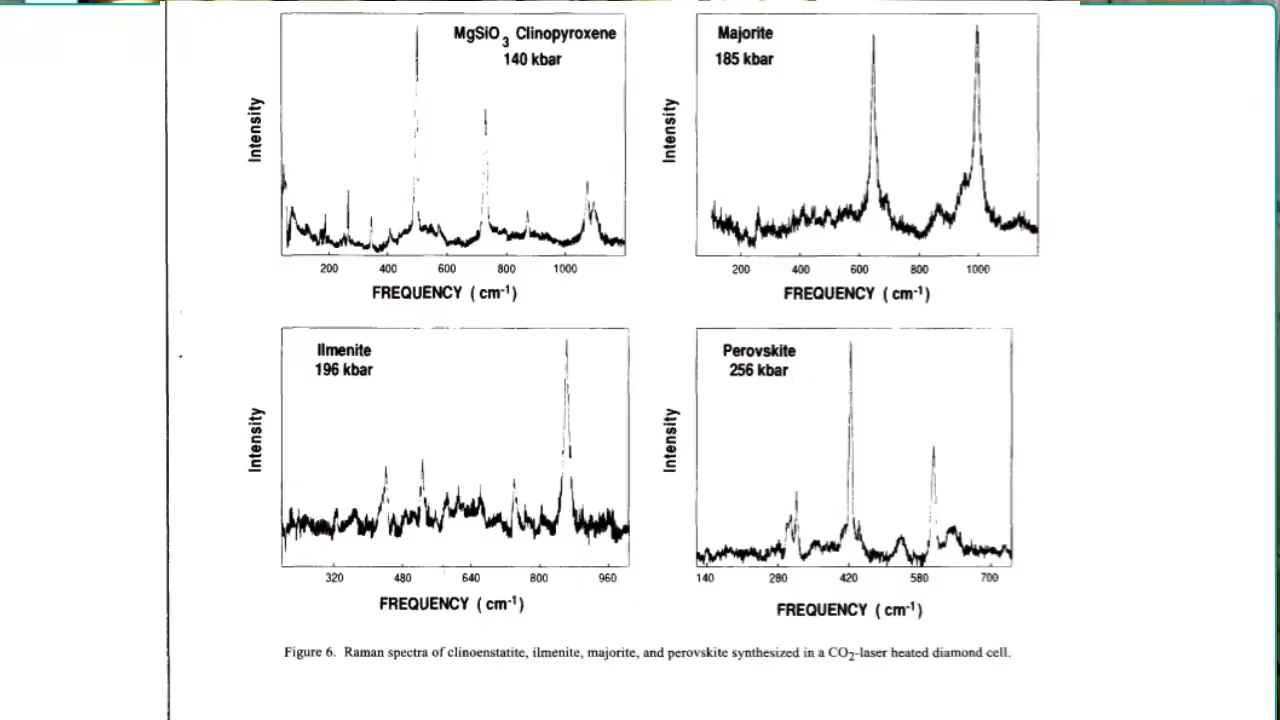 MgSiO3 Clinopyroxene
140 kbar
Intensity
200 400 600 800 1000
FREQUENCY ( cm-1)
Majorite
185 kbar
Intensity
200 400 600 800 1000
FREQUENCY ( cm-1)
Ilmenite
196 kbar
Intensity
320 480 640 800 960
FREQUENCY ( cm-1)
Perovskite
256 kbar
Intensity
140 280 420 580 700
FREQUENCY ( cm-1)
Figure 6. Raman spectra of clinoenstatite, ilmenite, majorite, and perovskite synthesized in a CO2-laser heated diamond cell.